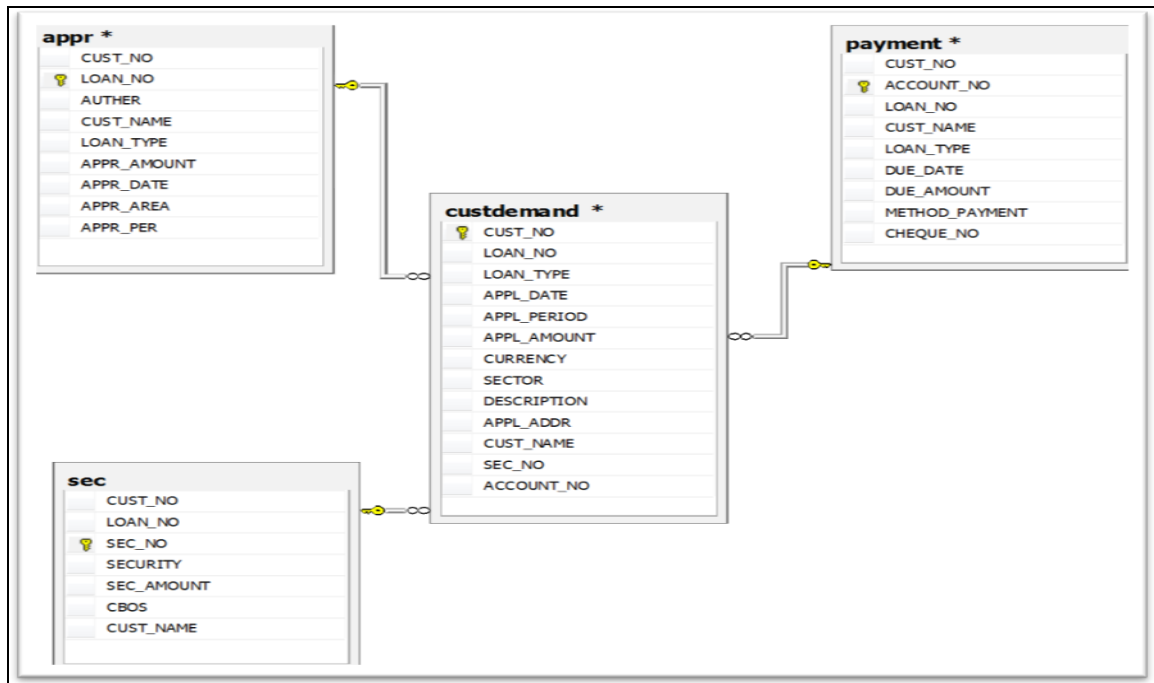 appr *
CUST_NO
LOAN_NO
AUTHER
CUST_NAME
LOAN_TYPE
APPR_AMOUNT
APPR_DATE
APPR_AREA
APPR_PER
payment *
CUST_NO
ACCOUNT_NO
LOAN_NO
CUST_NAME
LOAN_TYPE
DUE_DATE
DUE_AMOUNT
METHOD_PAYMENT
CHEQUE_NO
custdemand *
CUST_NO
LOAN_NO
LOAN_TYPE
APPL_DATE
APPL_PERIOD
APPL_AMOUNT
CURRENCY
SECTOR
DESCRIPTION
APPL_ADDR
CUST_NAME
SEC_NO
ACCOUNT_NO
sec
CUST_NO
LOAN_NO
SEC_NO
SECURITY
SEC_AMOUNT
CBOS
CUST_NAME